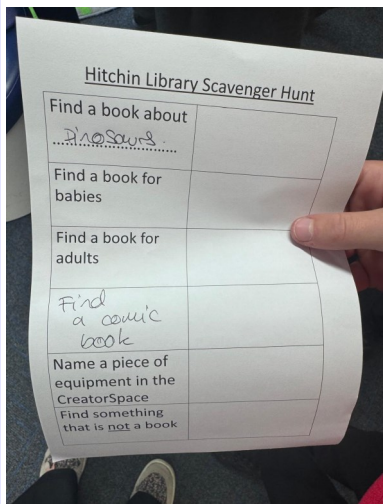 Hitchin Library Scavenger Hunt
Find a book about
Dinosaurs.
Find a book for
babies
Find a book for
adults
Find
a comic
book
Name a piece of
equipment in the
CreatorSpace
Find something
that is not a book